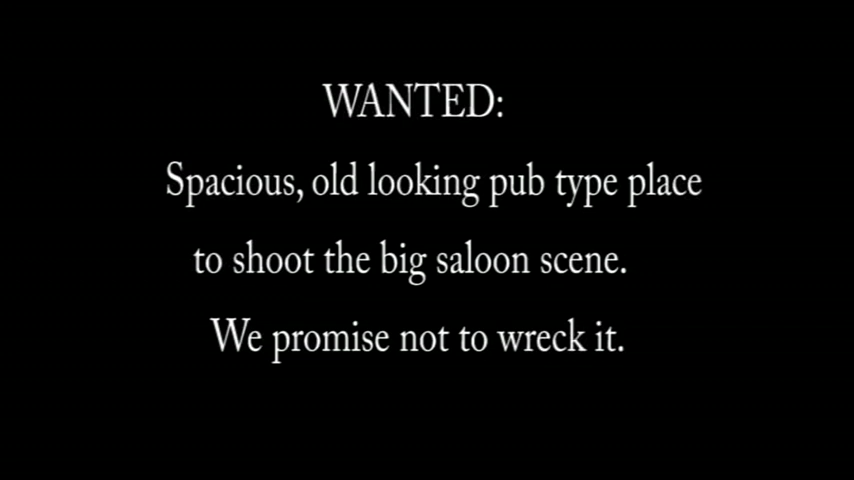 WANTED:
Spacious, old looking pub type place
to shoot the big saloon scene.
We promise not to wreck it.